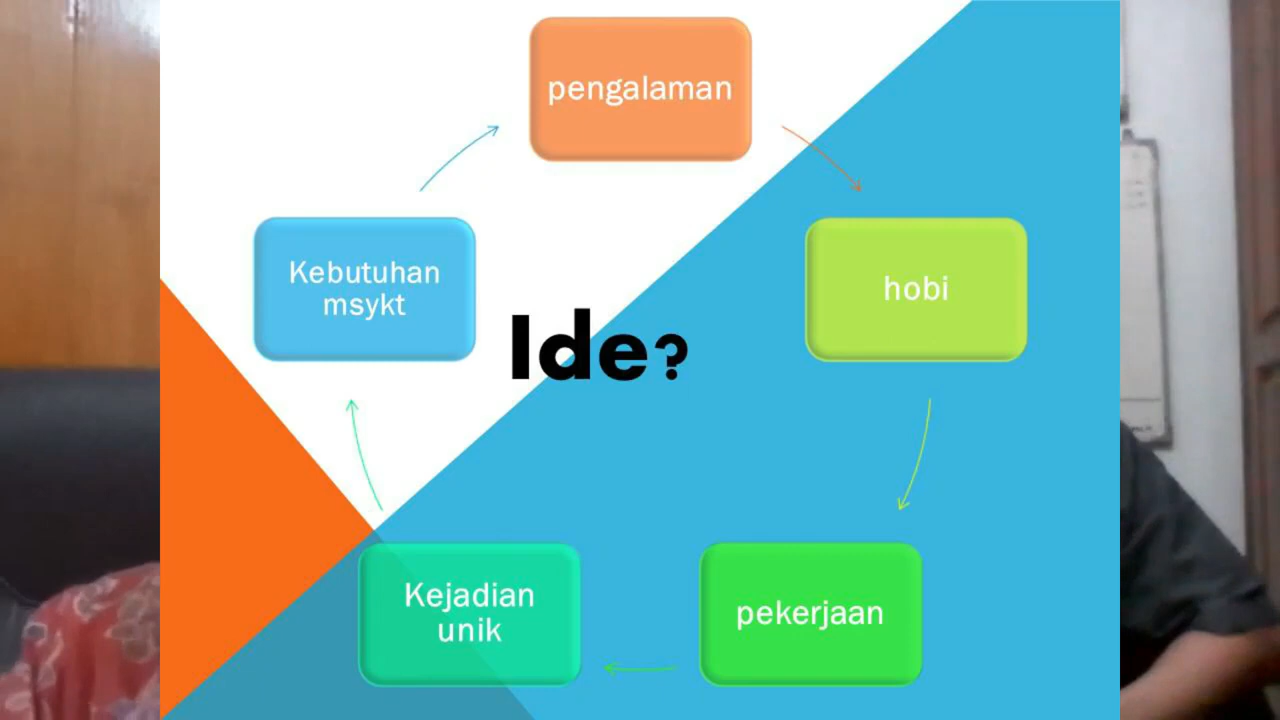 pengalaman
hobi
pekerjaan
Kejadian
unik
Kebutuhan
msykt
Ide?